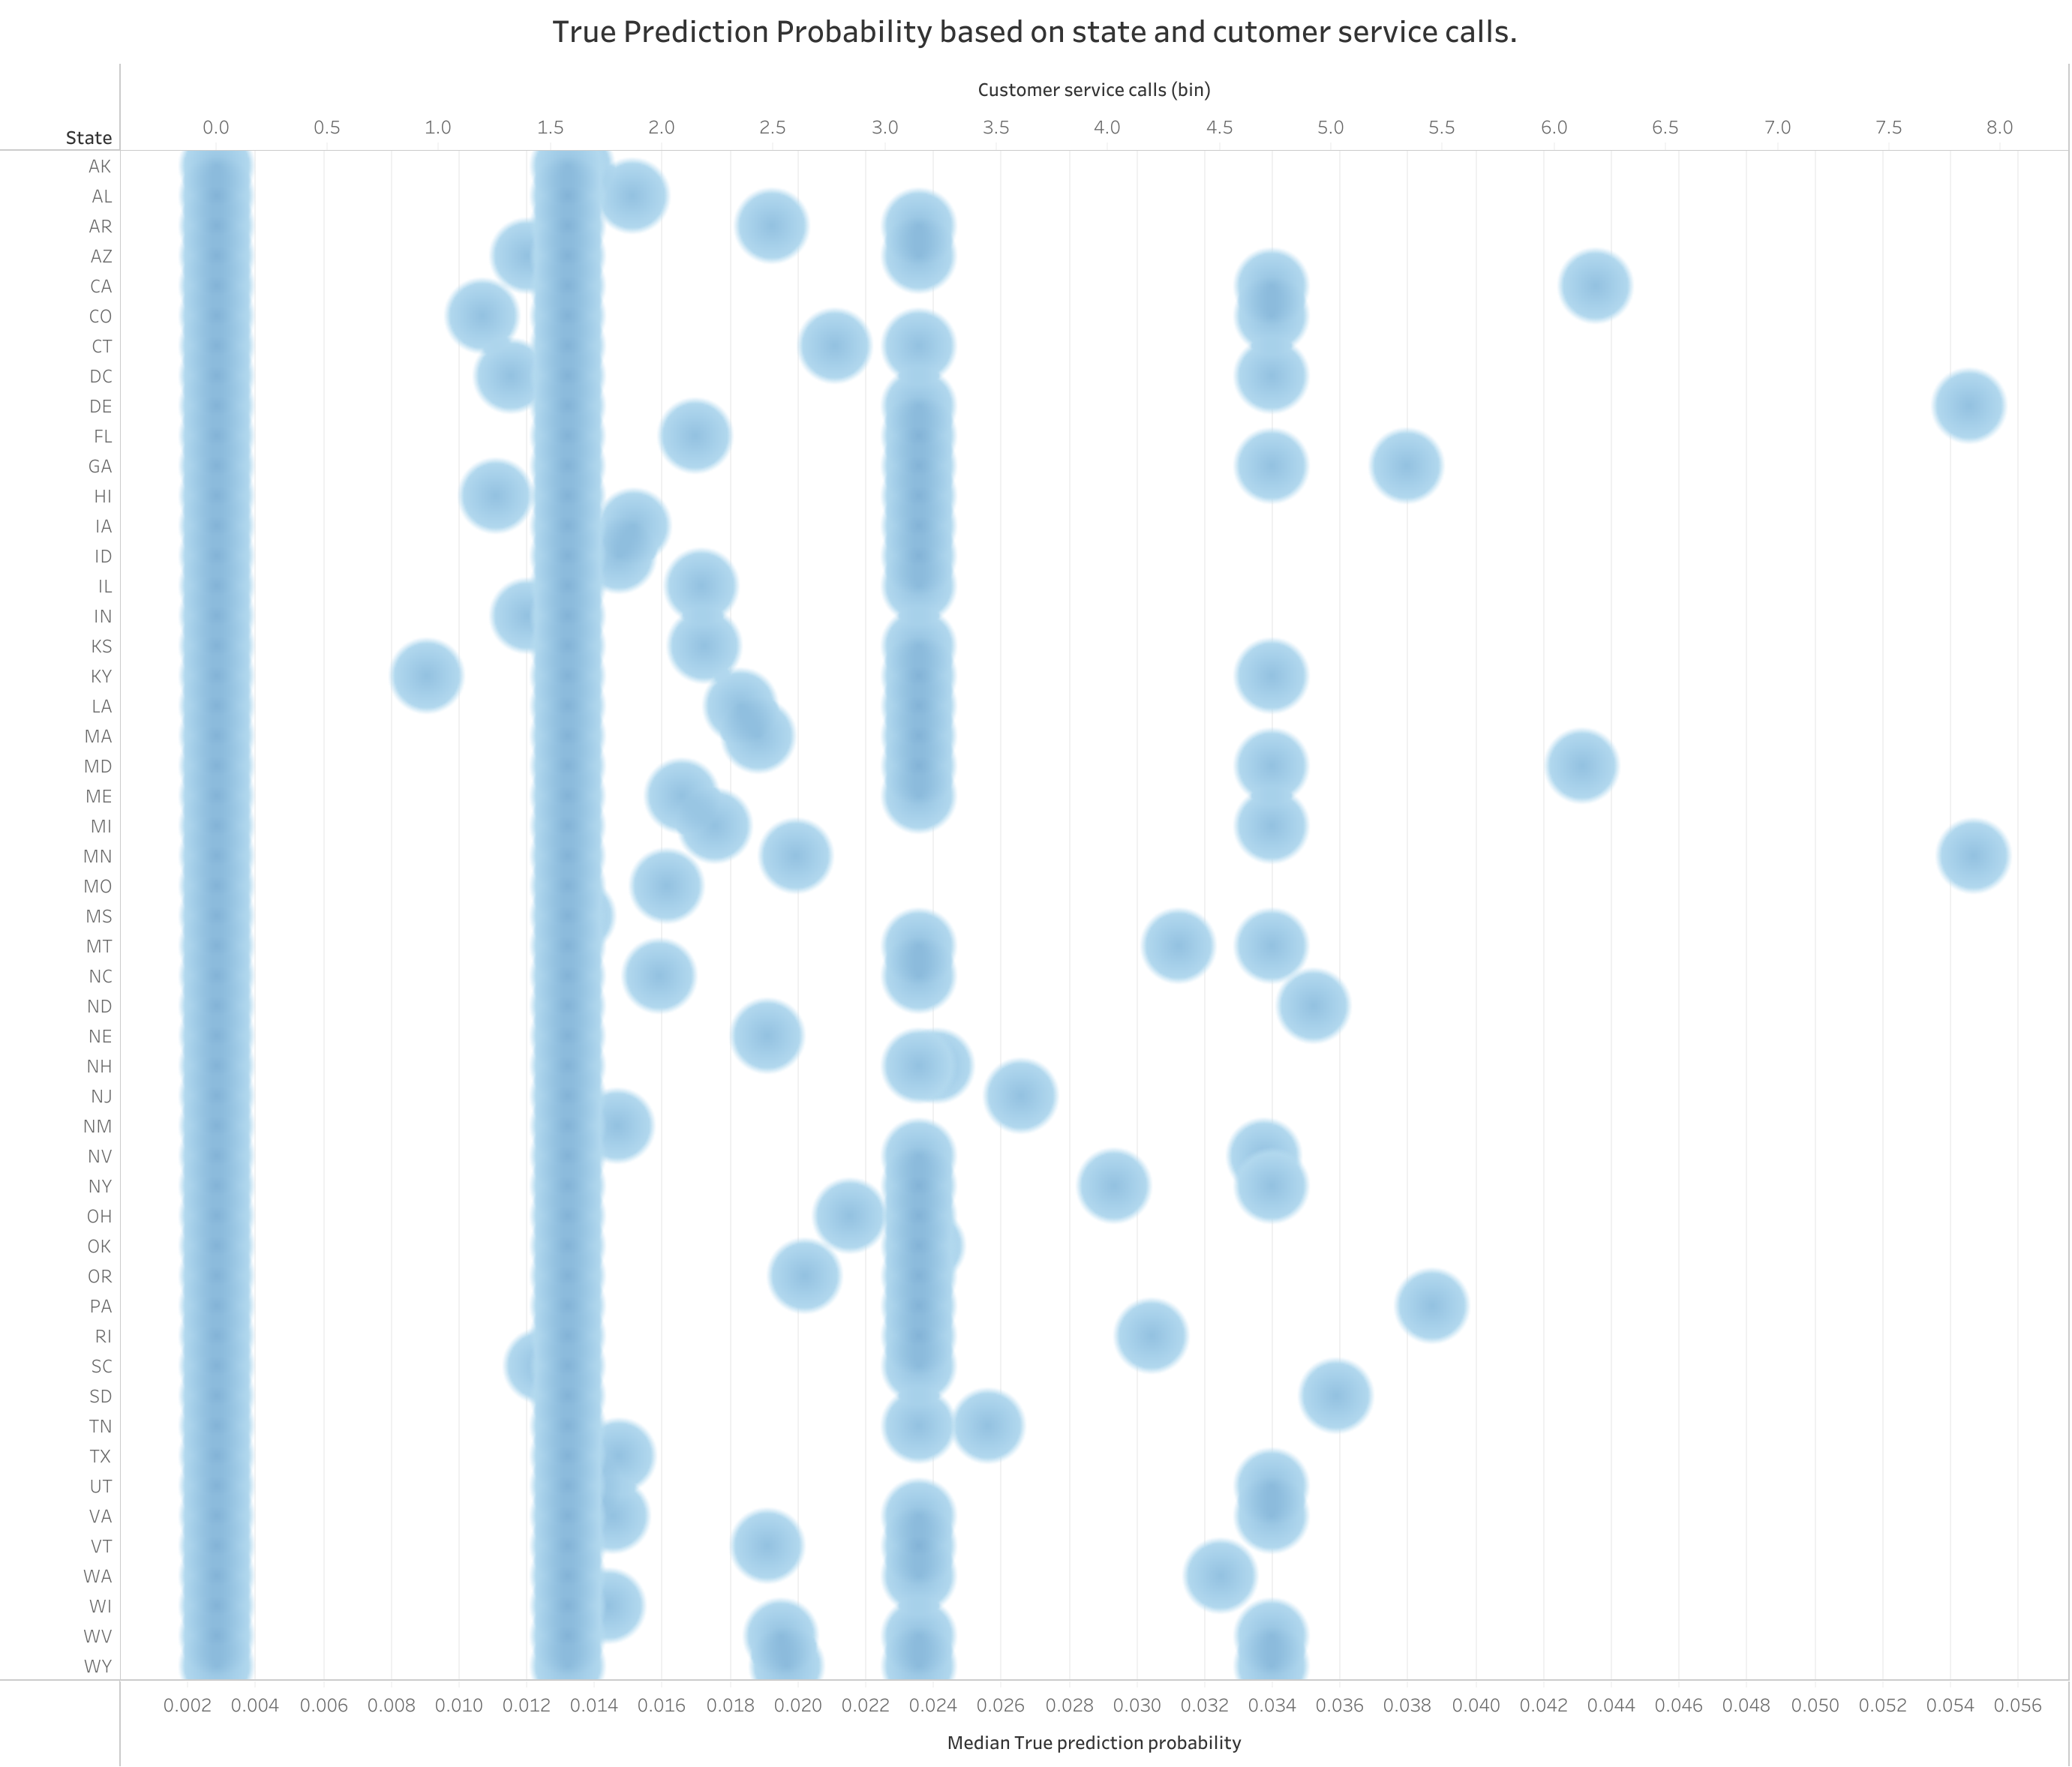 True Prediction Probability based on state and cutomer service calls.
Customer service calls (bin)
State 0.0 0.5 1.0 1.5 2.0 2.5 3.0 3.5 4.0 4.5 5.0 5.5 6.0 6.5 7.0 7.5 8.0
AK
AL
AR
AZ
CA
CO
CT
DC
DE
FL
GA
HI
IA
ID
IL
IN
KS
KY
LA
MA
MD
ME
MI
MN
MO
MS
MT
NC
ND
NE
NH
NJ
NM
NV
NY
OH
OK
OR
PA
RI
SC
SD
TN
TX
UT
VA
VT
WA
WI
WV
WY
0.002 0.004 0.006 0.008 0.010 0.012 0.014 0.016 0.018 0.020 0.022 0.024 0.026 0.028 0.030 0.032 0.034 0.036 0.038 0.040 0.042 0.044 0.046 0.048 0.050 0.052 0.054 0.056
Median True prediction probability